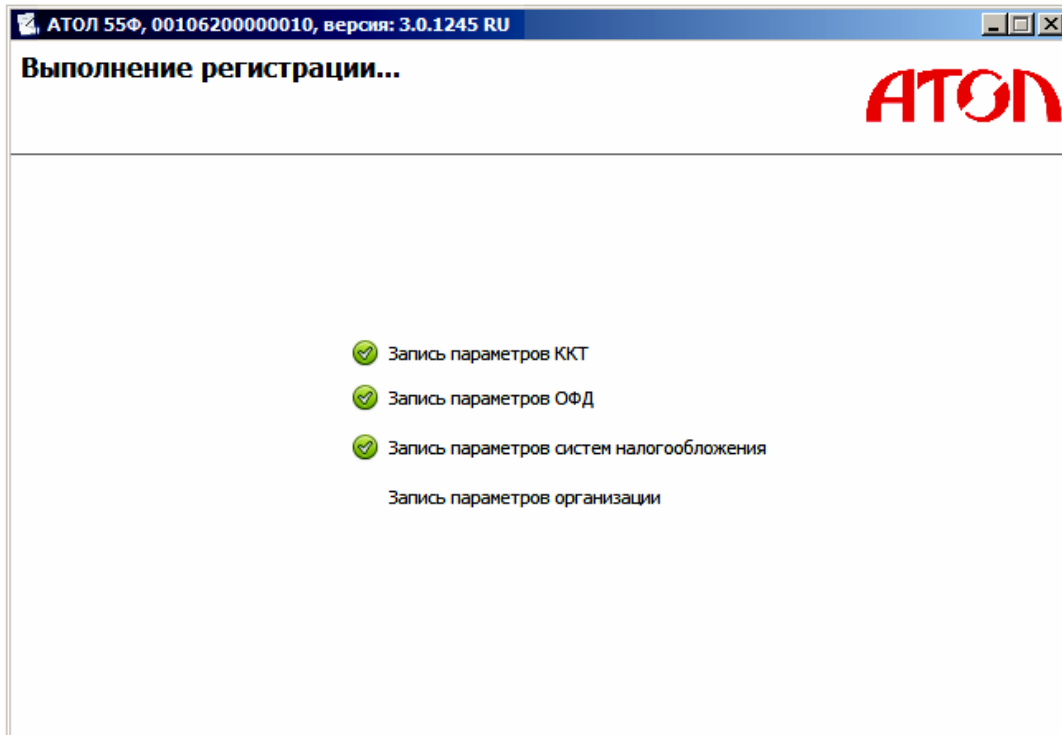 АТОЛ 55Ф, 00106200000010, версия: 3.0.1245 RU
Выполнение регистрации...
АТОЛ
Запись параметров ККТ
Запись параметров ОФД
Запись параметров систем налогообложения
Запись параметров организации